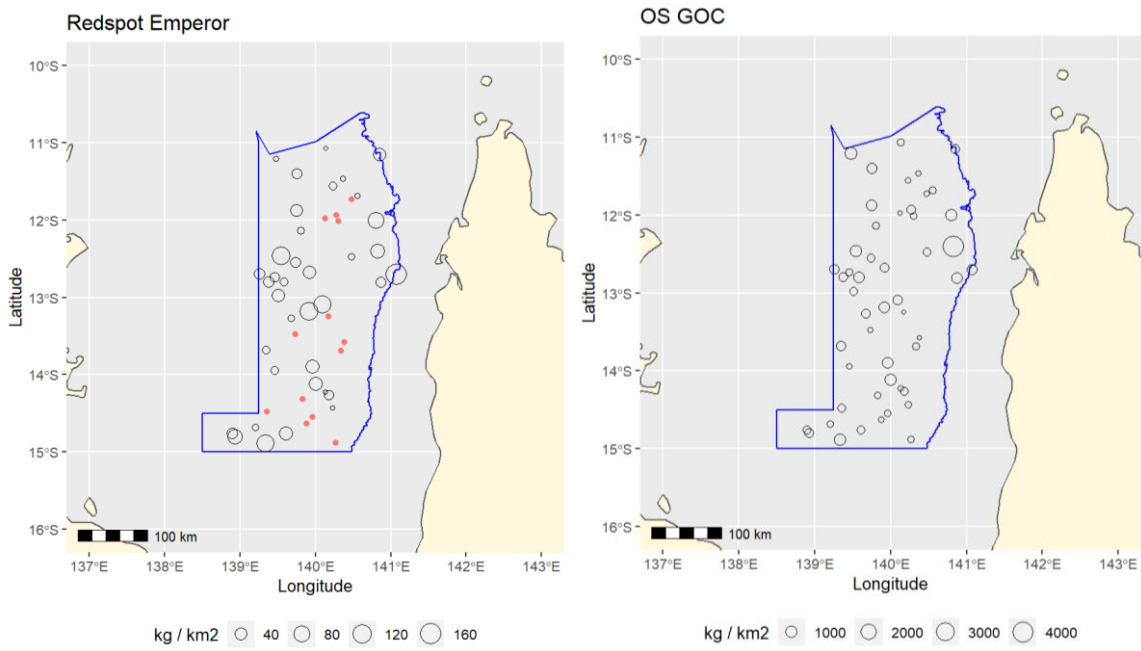 Redspot Emperor
10°S
11°S
12°S
13°S
14°S
15°S
16°S
Latitude
100 km
137°E 138°E 139°E 140°E 141°E 142°E 143°E
Longitude
kg / km2 40 80 120 160
OS GOC
10°S
11°S
12°S
13°S
14°S
15°S
16°S
Latitude
100 km
137°E 138°E 139°E 140°E 141°E 142°E 143°E
Longitude
kg / km2 1000 2000 3000 4000